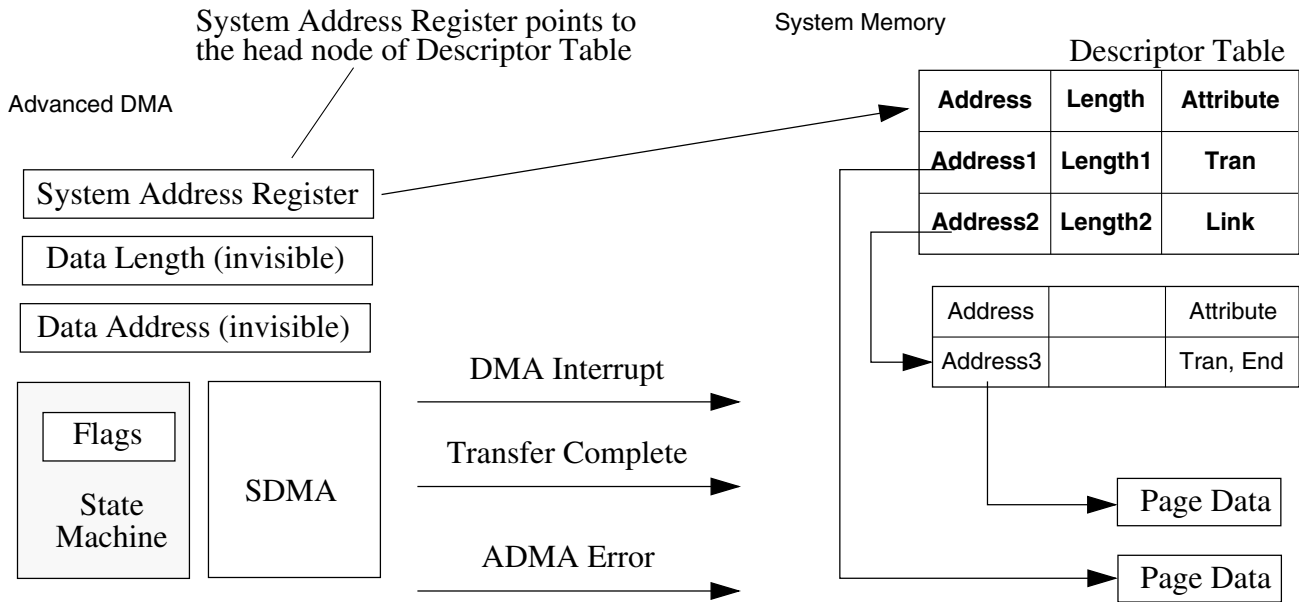 System Address Register points to
the head node of Descriptor Table
System Memory
Descriptor Table
Advanced DMA
Address Length Attribute
Address1 Length1 Tran
Address2 Length2 Link
System Address Register
Data Length (invisible)
Data Address (invisible)
Address Attribute
Address3 Tran, End
Flags
State
Machine
SDMA
DMA Interrupt
Transfer Complete
ADMA Error
Page Data
Page Data